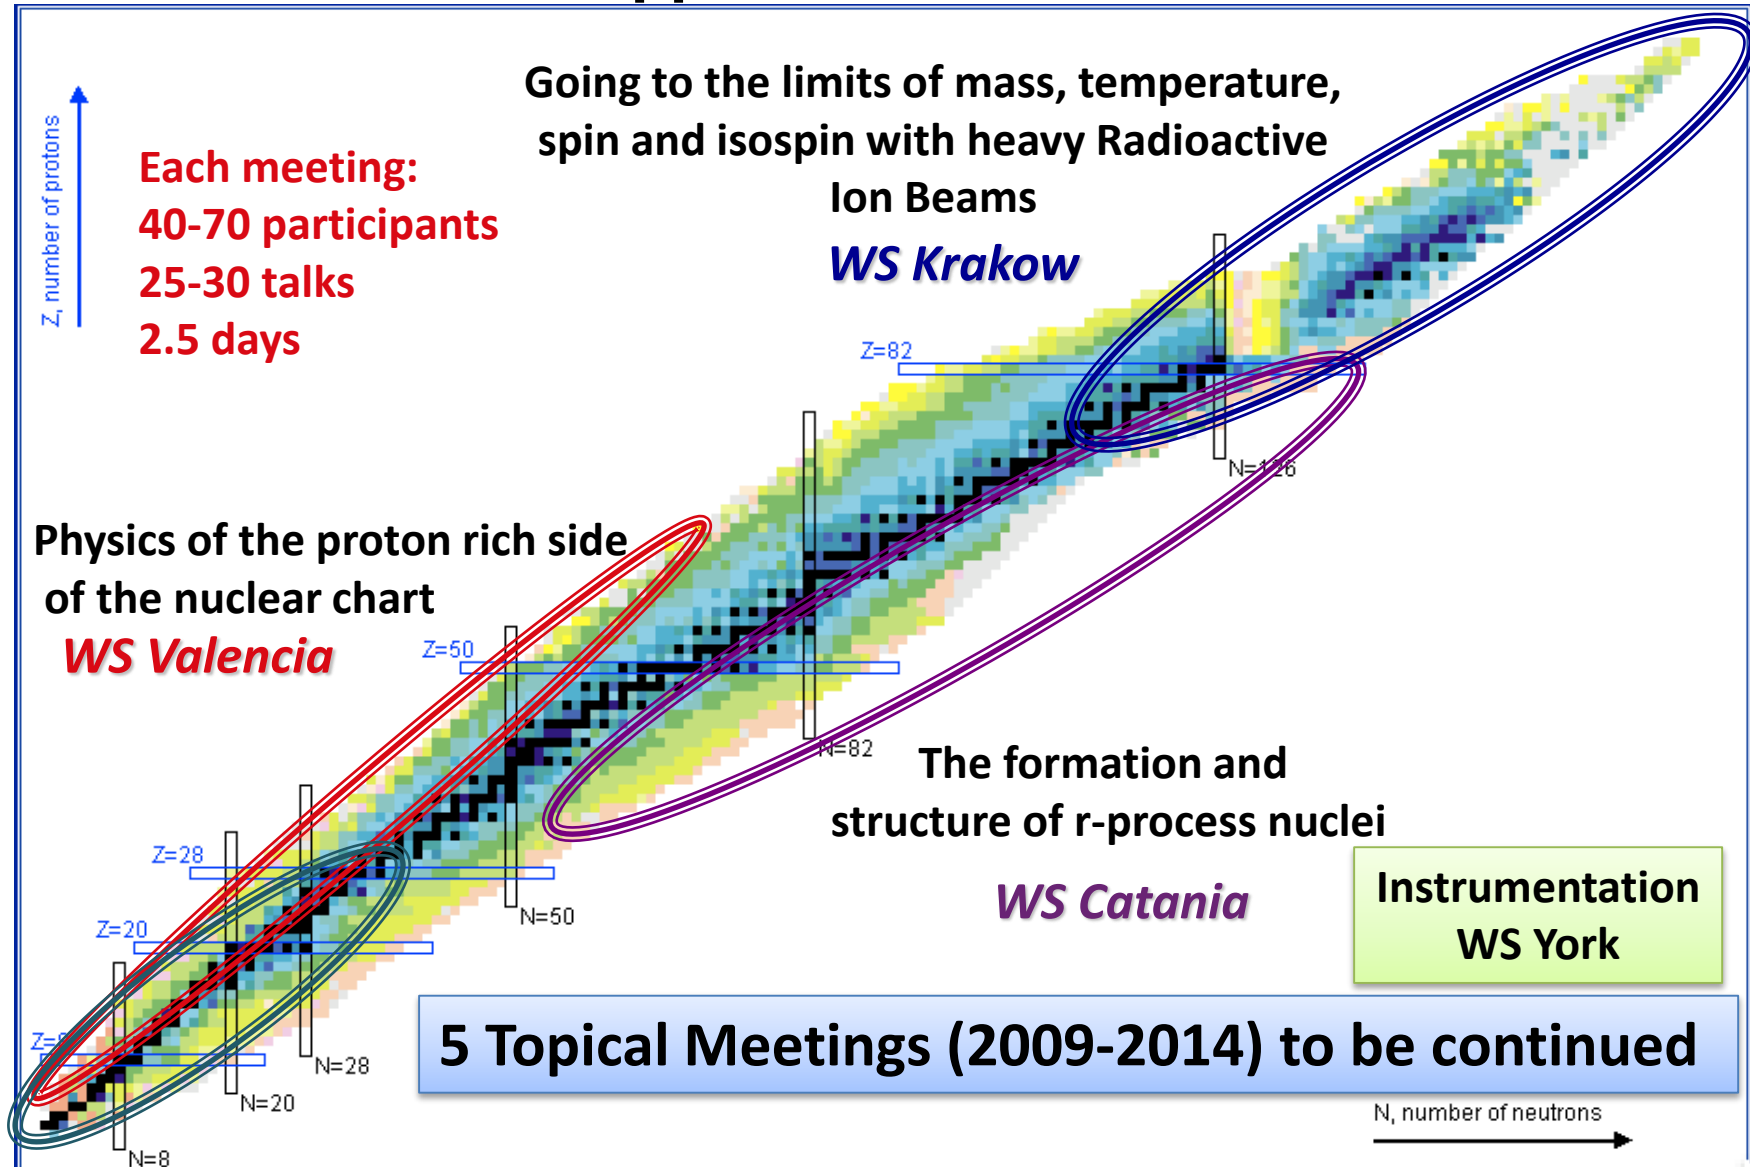 Going to the limits of mass, temperature,
spin and isospin with heavy Radioactive
Ion Beams
WS Krakow
Z, number of protons
Each meeting:
40-70 participants
25-30 talks
2.5 days
Z=82
N=126
Physics of the proton rich side
of the nuclear chart
WS Valencia
Z=50
N=82
The formation and
structure of r-process nuclei
WS Catania
Z=28
N=50
Instrumentation
WS York
Z=20
N=28
5 Topical Meetings (2009-2014) to be continued
Z=8
N=20
N, number of neutrons
N=8